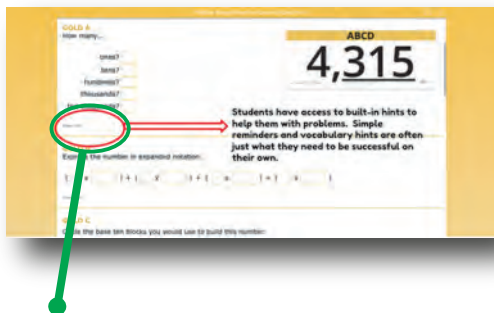 GOLD A
How many...
ABCD
4,315
ones?
tens?
hundreds?
thousands?
Students have access to built-in hints to
help them with problems. Simple
reminders and vocabulary hints are often
just what they need to be successful on
their own.
Express the number in expanded notation.
( x ) + ( x ) + ( x ) + ( x )
GOLD C
Circle the base ten blocks you would use to build this number.